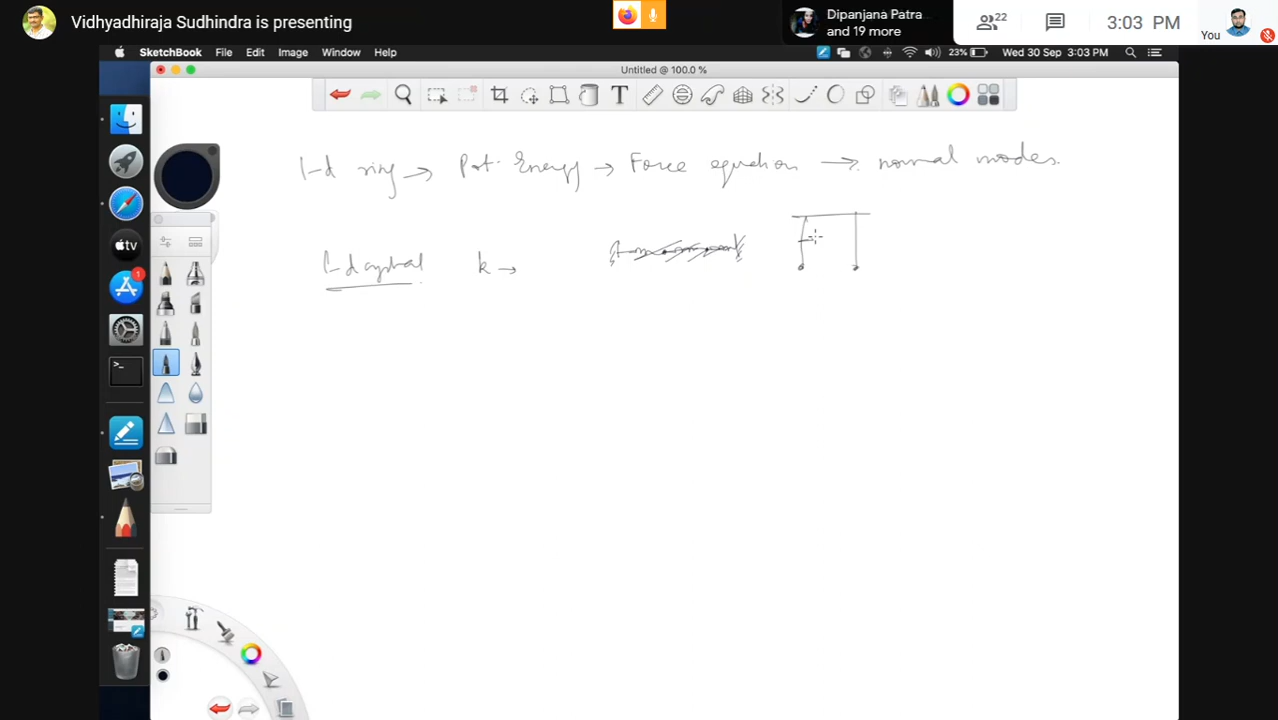 Vidhyadhiraja Sudhindra is presenting
Dipanjana Patra
and 19 more
22
3:03 PM
You
SketchBook File Edit Image Window Help
23% Wed 30 Sep 3:03 PM
Untitled @ 100.0 %
T
1-d ring → Pot. Energy → Force equation → normal modes.
1-d crystal k →
tv
1
>_